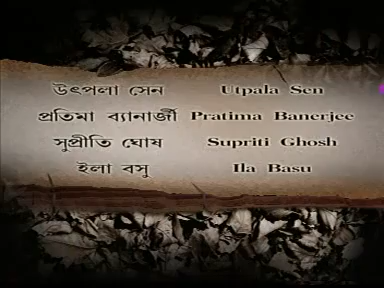 উৎপলা সেন Utpala Sen
প্রতিমা ব্যানার্জী Pratima Banerjee
সুপ্রীতি ঘোষ Supriti Ghosh
ইলা বসু Ila Basu